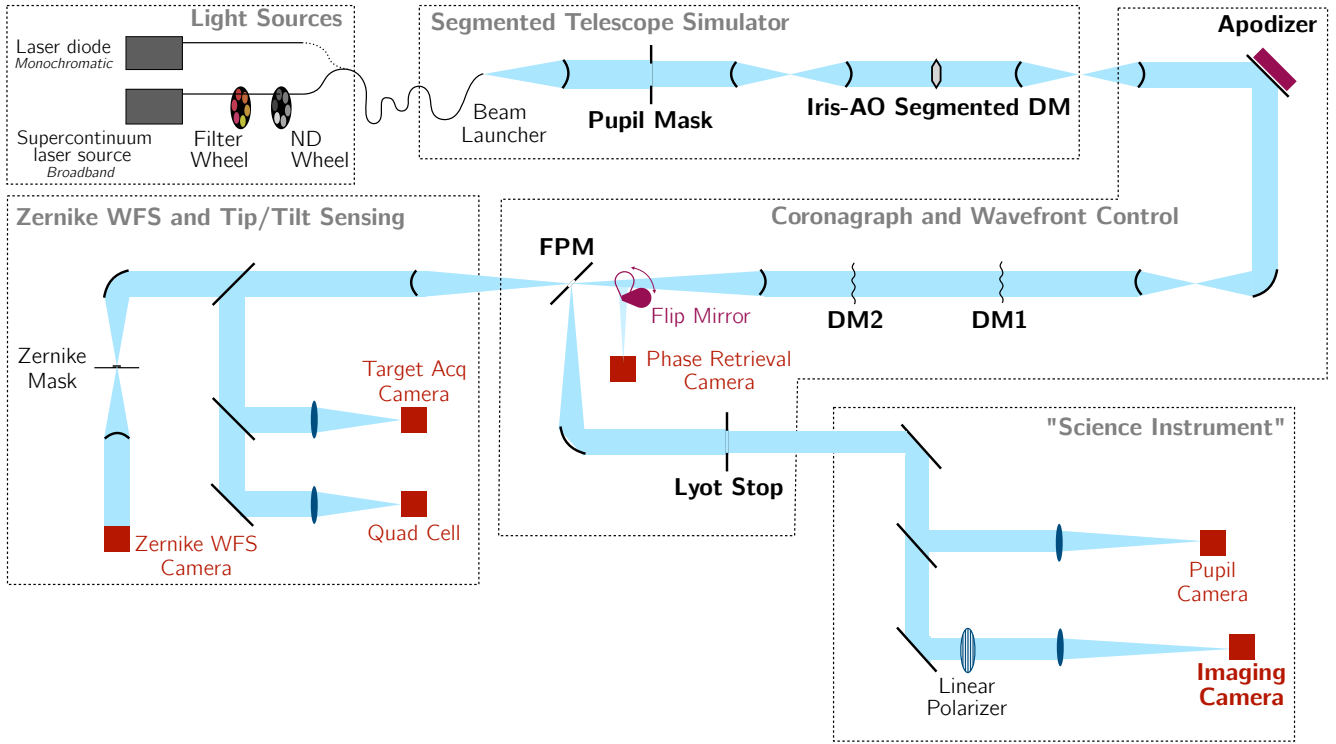 Light Sources
Laser diode
Monochromatic
Supercontinuum
laser source
Broadband
Filter
Wheel
ND
Wheel
Segmented Telescope Simulator
Beam
Launcher
Pupil Mask
Iris-AO Segmented DM
Apodizer
Zernike WFS and Tip/Tilt Sensing
Zernike
Mask
Target Acq
Camera
Quad Cell
Zernike WFS
Camera
Coronagraph and Wavefront Control
FPM
Flip Mirror
DM2
DM1
Phase Retrieval
Camera
Lyot Stop
"Science Instrument"
Pupil
Camera
Linear
Polarizer
Imaging
Camera